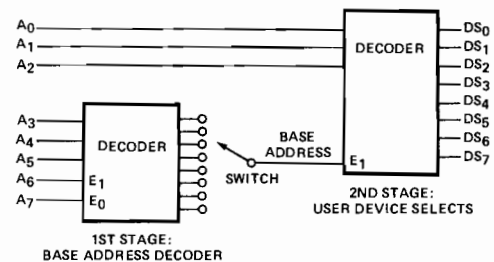 A0
A1
A2
DECODER
DS0
DS1
DS2
DS3
DS4
DS5
DS6
DS7
E1
BASE
ADDRESS
SWITCH
A3
A4
A5
A6
A7
DECODER
E1
E0
2ND STAGE:
USER DEVICE SELECTS
1ST STAGE:
BASE ADDRESS DECODER